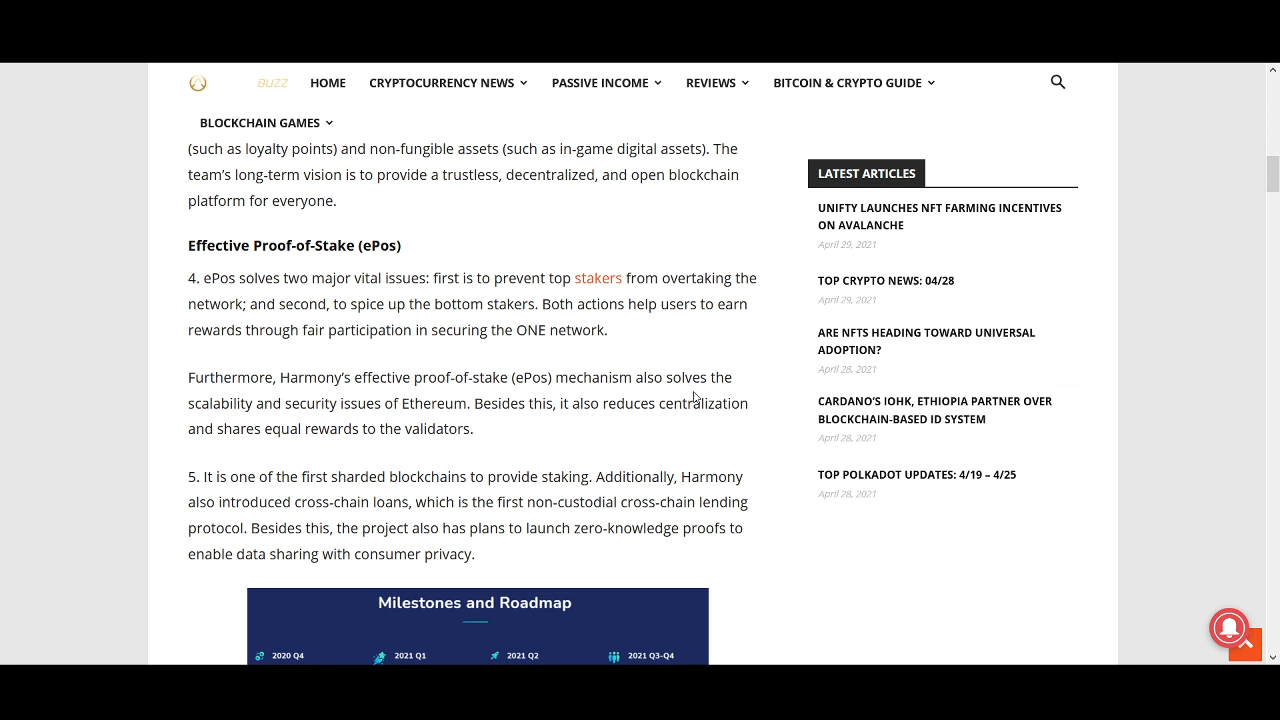 BUZZ
HOME
CRYPTOCURRENCY NEWS
PASSIVE INCOME
REVIEWS
BITCOIN & CRYPTO GUIDE
BLOCKCHAIN GAMES
(such as loyalty points) and non-fungible assets (such as in-game digital assets). The
team’s long-term vision is to provide a trustless, decentralized, and open blockchain
platform for everyone.
Effective Proof-of-Stake (ePos)
4. ePos solves two major vital issues: first is to prevent top stakers from overtaking the
network; and second, to spice up the bottom stakers. Both actions help users to earn
rewards through fair participation in securing the ONE network.
Furthermore, Harmony’s effective proof-of-stake (ePos) mechanism also solves the
scalability and security issues of Ethereum. Besides this, it also reduces centralization
and shares equal rewards to the validators.
5. It is one of the first sharded blockchains to provide staking. Additionally, Harmony
also introduced cross-chain loans, which is the first non-custodial cross-chain lending
protocol. Besides this, the project also has plans to launch zero-knowledge proofs to
enable data sharing with consumer privacy.
Milestones and Roadmap
2020 Q4
2021 Q1
2021 Q2
2021 Q3-Q4
LATEST ARTICLES
UNIFTY LAUNCHES NFT FARMING INCENTIVES
ON AVALANCHE
April 29, 2021
TOP CRYPTO NEWS: 04/28
April 29, 2021
ARE NFTS HEADING TOWARD UNIVERSAL
ADOPTION?
April 28, 2021
CARDANO’S IOHK, ETHIOPIA PARTNER OVER
BLOCKCHAIN-BASED ID SYSTEM
April 28, 2021
TOP POLKADOT UPDATES: 4/19 – 4/25
April 28, 2021